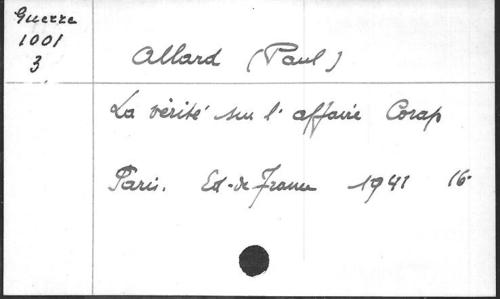 Guerre
1001
3
Allard (Paul)
La vérité sur l'affaire Corap
Paris. Ed-de France 1941 16